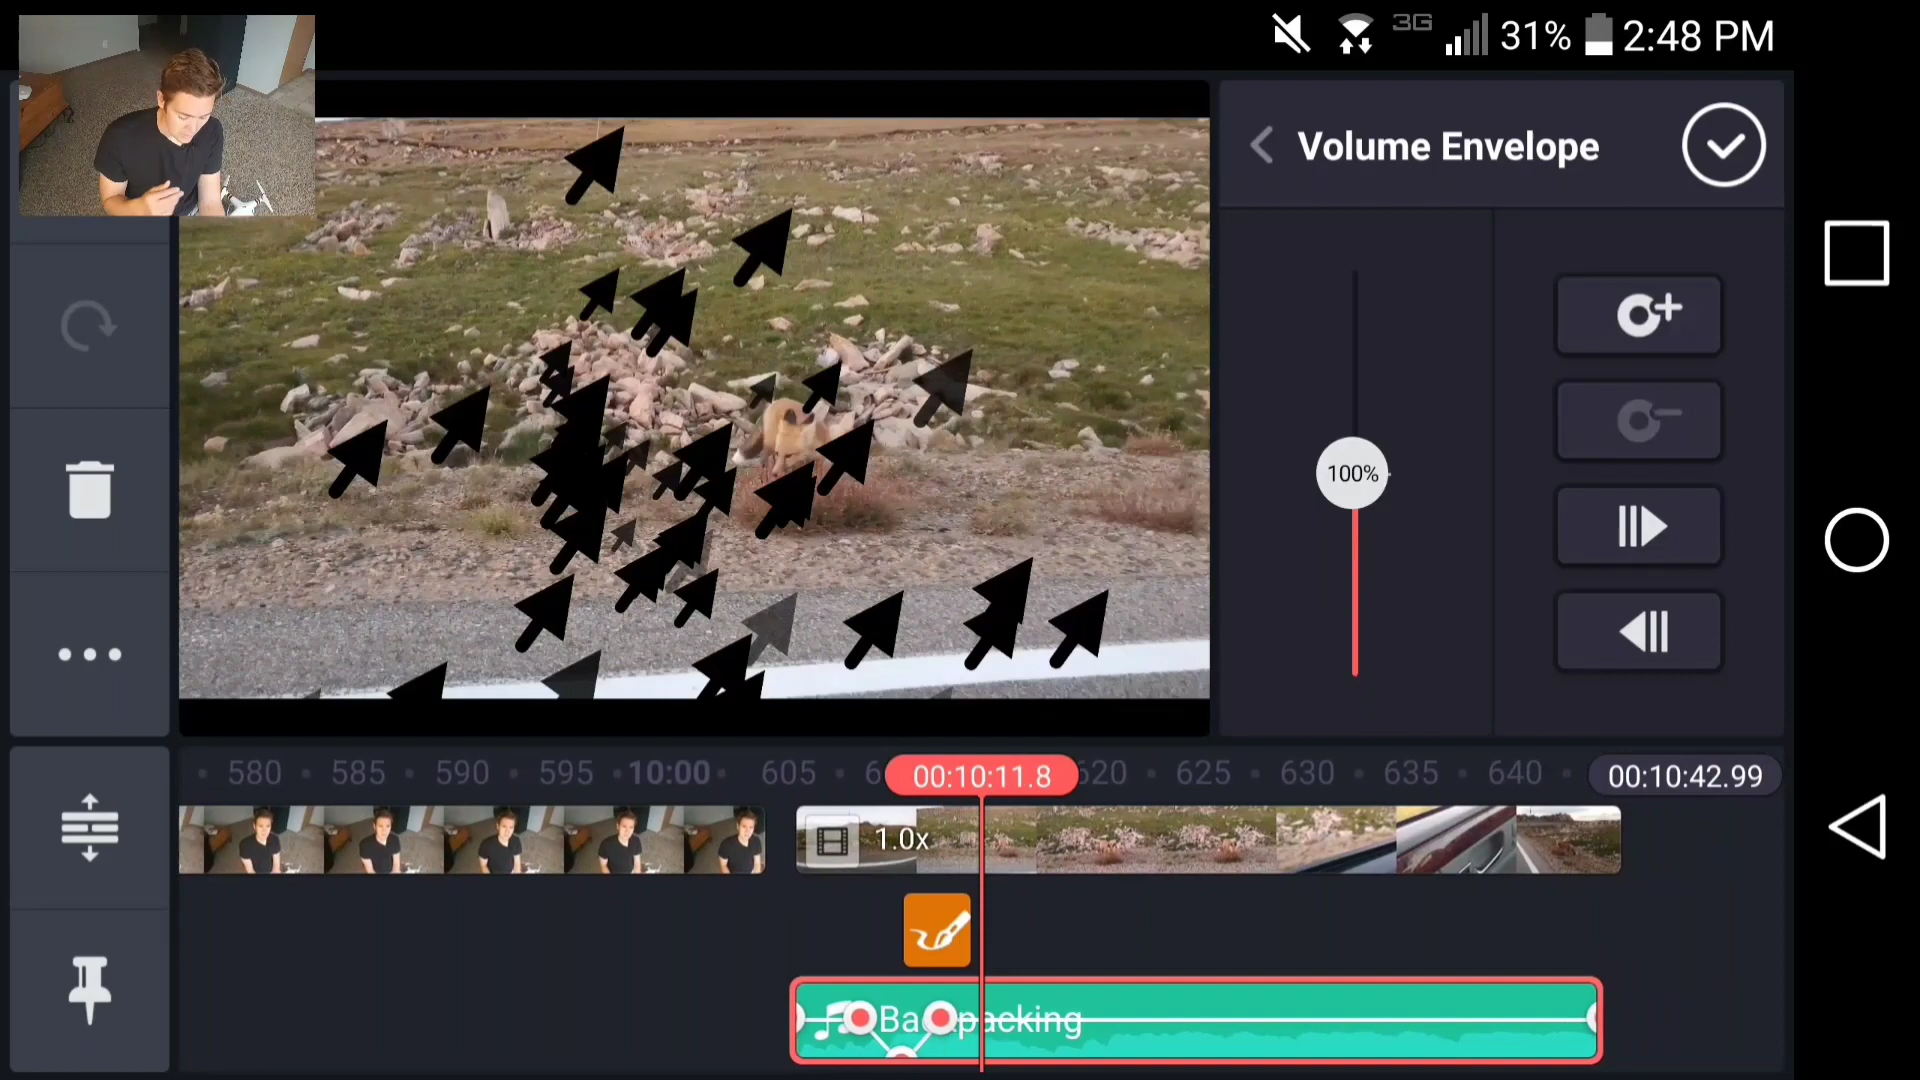 3G 31% 2:48 PM
Volume Envelope
100%
580 585 590 595 10:00 605 6 00:10:11.8 620 625 630 635 640 00:10:42.99
1.0x
Backpacking